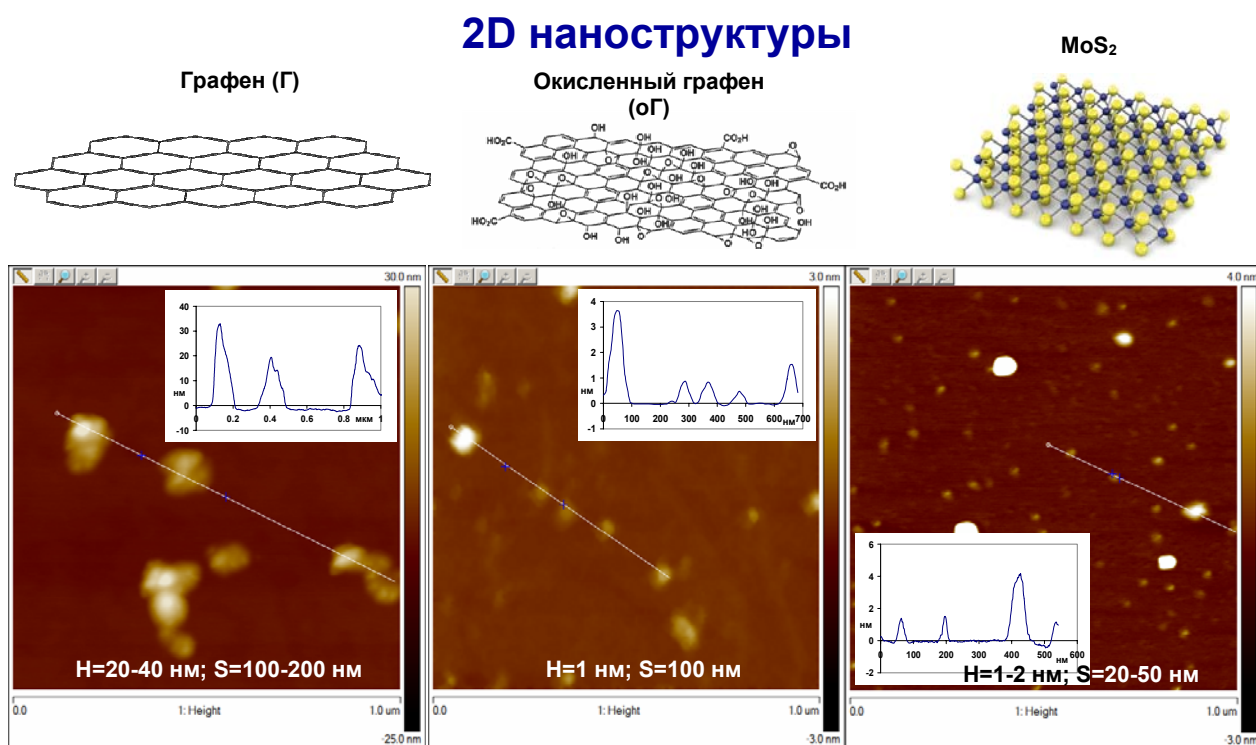 2D наноструктуры
Графен (Г)
Окисленный графен
(оГ)
MoS2
HO2C
OH
CO2H
CO2H
HO2C
30.0 nm
3.0 nm
4.0 nm
40
30
20
10
нм
0
-10
0
0.2
0.4
0.6
0.8
мкм
1
4
3
2
1
нм
0
-1
0
100
200
300
400
500
600
нм
700
6
4
2
нм
0
-2
0
100
200
300
400
500
600
нм
H=20-40 нм; S=100-200 нм
H=1 нм; S=100 нм
H=1-2 нм; S=20-50 нм
0.0
1: Height
1.0 um
-25.0 nm
0.0
1: Height
1.0 um
-3.0 nm
0.0
1: Height
1.0 um
-3.0 nm